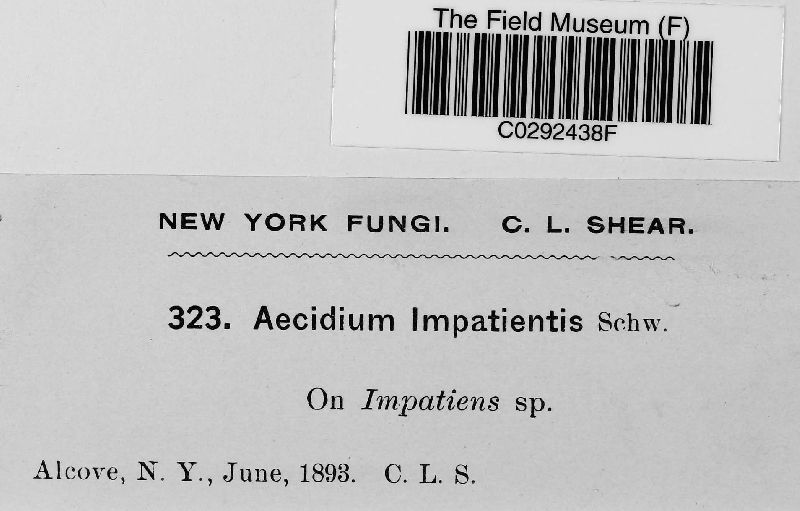 The Field Museum (F)
C0292438F
NEW YORK FUNGI. C. L. SHEAR.
323. Aecidium Impatientis Schw.
On Impatiens sp.
Alcove, N. Y., June, 1893. C. L. S.